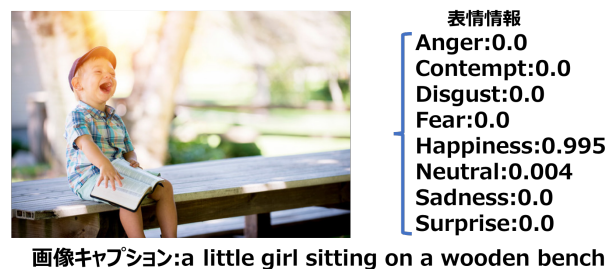 表情情報
Anger:0.0
Contempt:0.0
Disgust:0.0
Fear:0.0
Happiness:0.995
Neutral:0.004
Sadness:0.0
Surprise:0.0
画像キャプション:a little girl sitting on a wooden bench